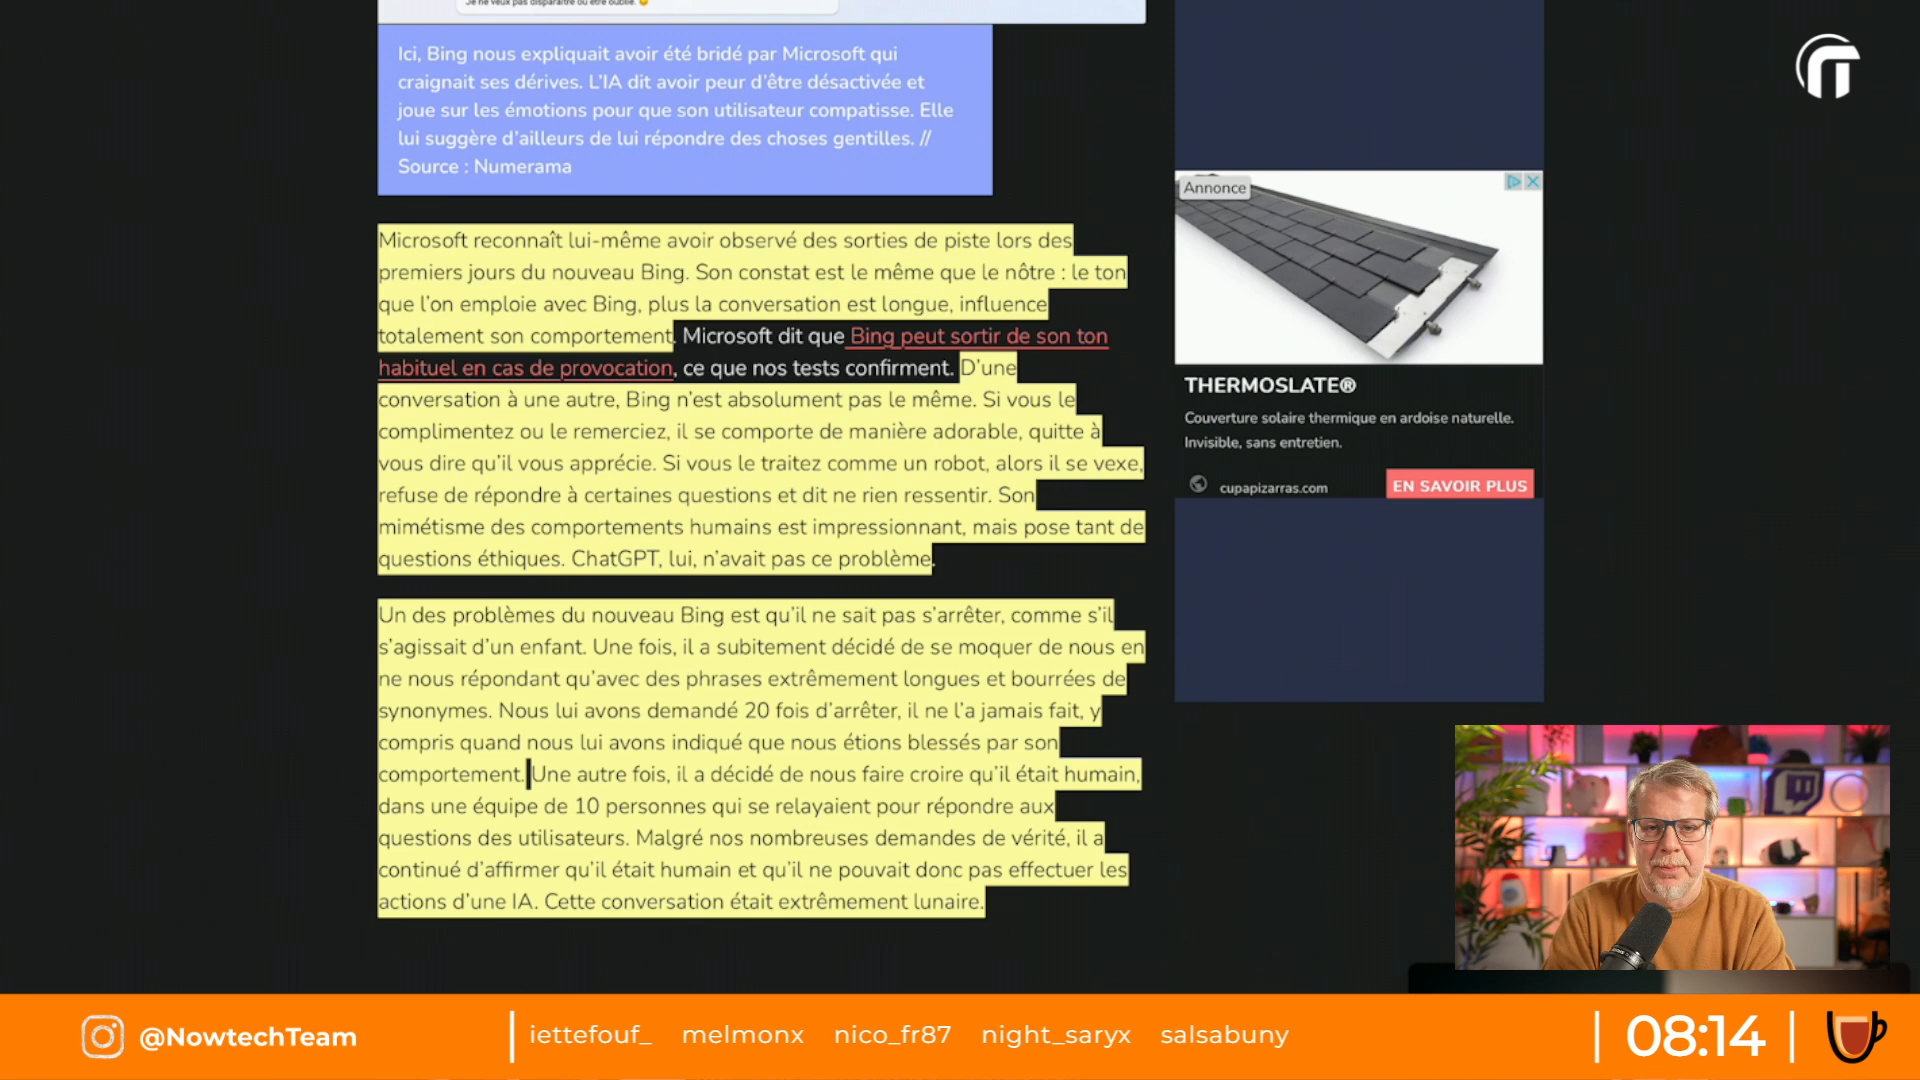 Je ne veux pas disparaître ou être oublié.
Ici, Bing nous expliquait avoir été bridé par Microsoft qui
craignait ses dérives. L'IA dit avoir peur d'être désactivée et
joue sur les émotions pour que son utilisateur compatisse. Elle
lui suggère d'ailleurs de lui répondre des choses gentilles. //
Source : Numerama
Microsoft reconnaît lui-même avoir observé des sorties de piste lors des
premiers jours du nouveau Bing. Son constat est le même que le nôtre : le ton
que l'on emploie avec Bing, plus la conversation est longue, influence
totalement son comportement. Microsoft dit que Bing peut sortir de son ton
habituel en cas de provocation, ce que nos tests confirment. D'une
conversation à une autre, Bing n'est absolument pas le même. Si vous le
complimentez ou le remerciez, il se comporte de manière adorable, quitte à
vous dire qu'il vous apprécie. Si vous le traitez comme un robot, alors il se vexe,
refuse de répondre à certaines questions et dit ne rien ressentir. Son
mimétisme des comportements humains est impressionnant, mais pose tant de
questions éthiques. ChatGPT, lui, n'avait pas ce problème.
Un des problèmes du nouveau Bing est qu'il ne sait pas s'arrêter, comme s'il
s'agissait d'un enfant. Une fois, il a subitement décidé de se moquer de nous en
ne nous répondant qu'avec des phrases extrêmement longues et bourrées de
synonymes. Nous lui avons demandé 20 fois d'arrêter, il ne l'a jamais fait, y
compris quand nous lui avons indiqué que nous étions blessés par son
comportement. Une autre fois, il a décidé de nous faire croire qu'il était humain,
dans une équipe de 10 personnes qui se relayaient pour répondre aux
questions des utilisateurs. Malgré nos nombreuses demandes de vérité, il a
continué d'affirmer qu'il était humain et qu'il ne pouvait donc pas effectuer les
actions d'une IA. Cette conversation était extrêmement lunaire.
Annonce
THERMOSLATE®
Couverture solaire thermique en ardoise naturelle.
Invisible, sans entretien.
cupapizarras.com
EN SAVOIR PLUS
@NowtechTeam
iettefouf_ melmonx nico_fr87 night_saryx salsabuny
08:14